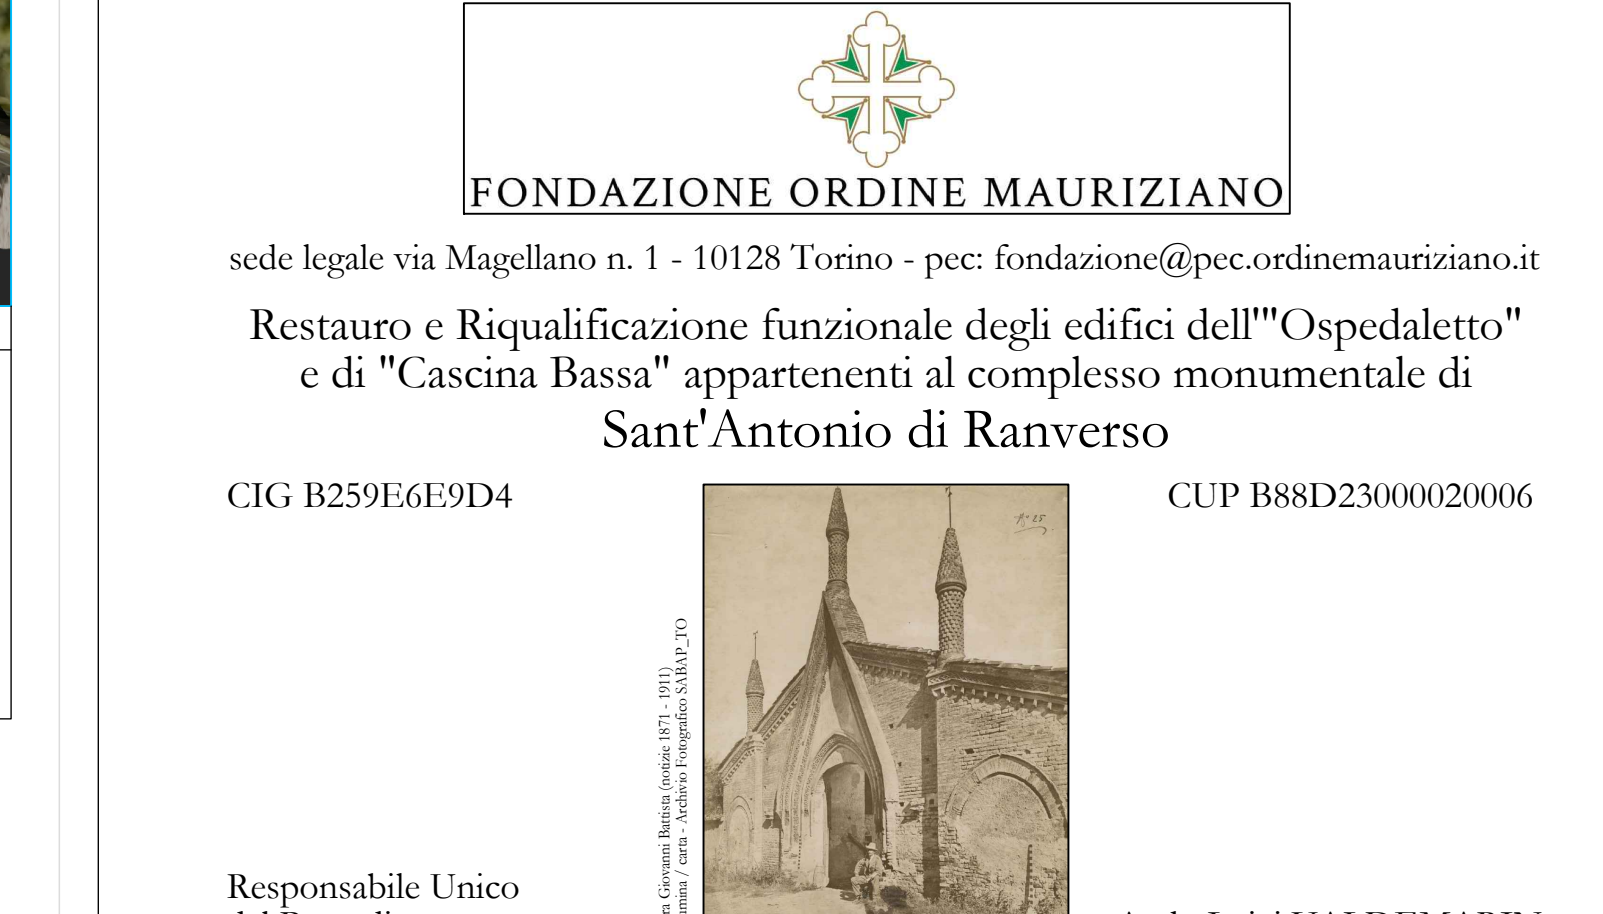 FONDAZIONE ORDINE MAURIZIANO
sede legale via Magellano n. 1 - 10128 Torino - pec: fondazione@pec.ordinemauriziano.it
Restauro e Riqualificazione funzionale degli edifici dell'"Ospedaletto"
e di "Cascina Bassa" appartenenti al complesso monumentale di
Sant'Antonio di Ranverso
CIG B259E6E9D4
CUP B88D23000020006
Giovanni Battista (notizie 1871 - 1911)
/ carta - Archivio Fotografico SABAP_TO
Responsabile Unico